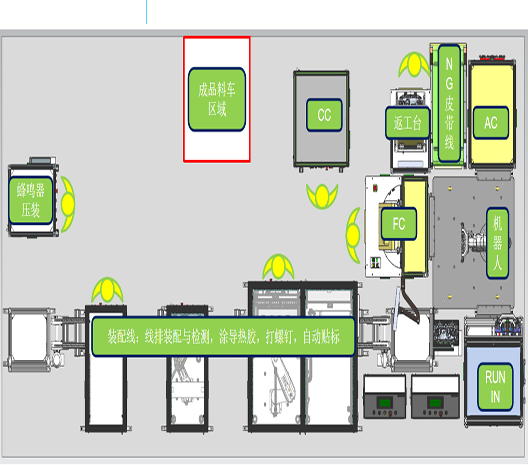 成品料车
区域
CC
返工台
N
G
皮
带
线
AC
蜂鸣器
压装
FC
机
器
人
装配线：线排装配与检测，涂导热胶，打螺钉，自动贴标
RUN
IN